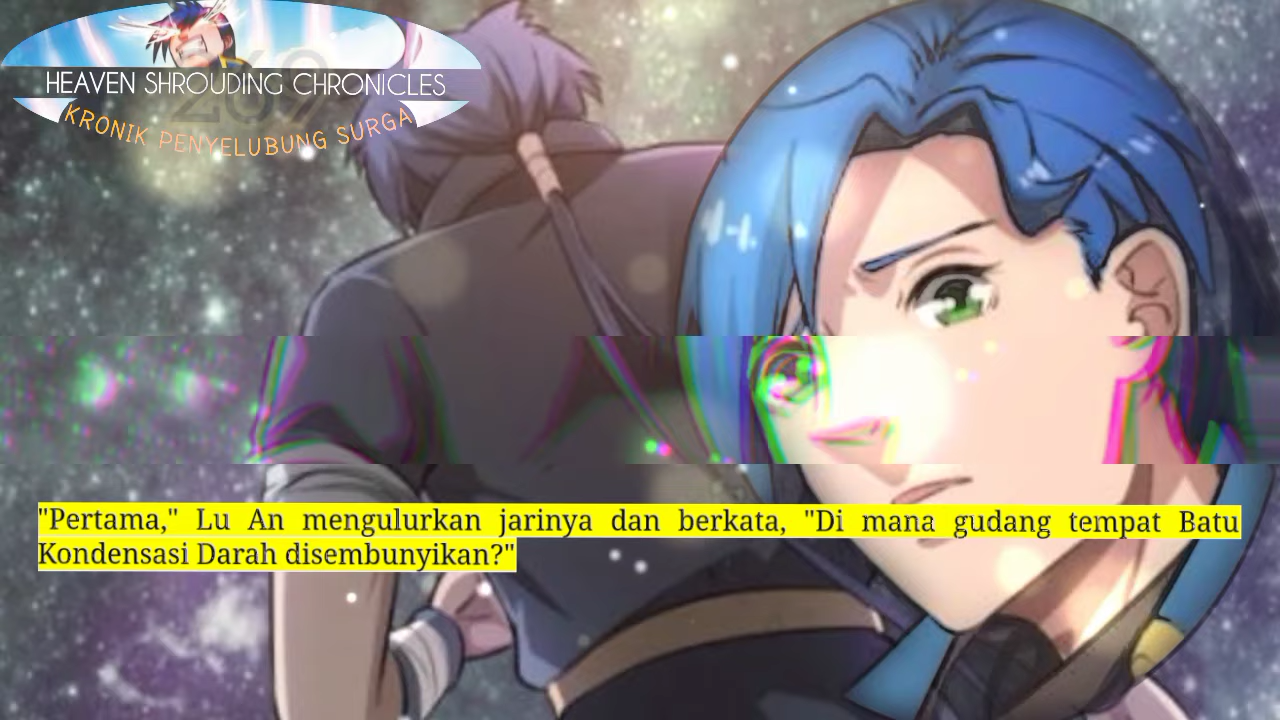 269
HEAVEN SHROUDING CHRONICLES
KRONIK PENYELUBUNG SURGA
"Pertama," Lu An mengulurkan jarinya dan berkata, "Di mana gudang tempat Batu
Kondensasi Darah disembunyikan?"